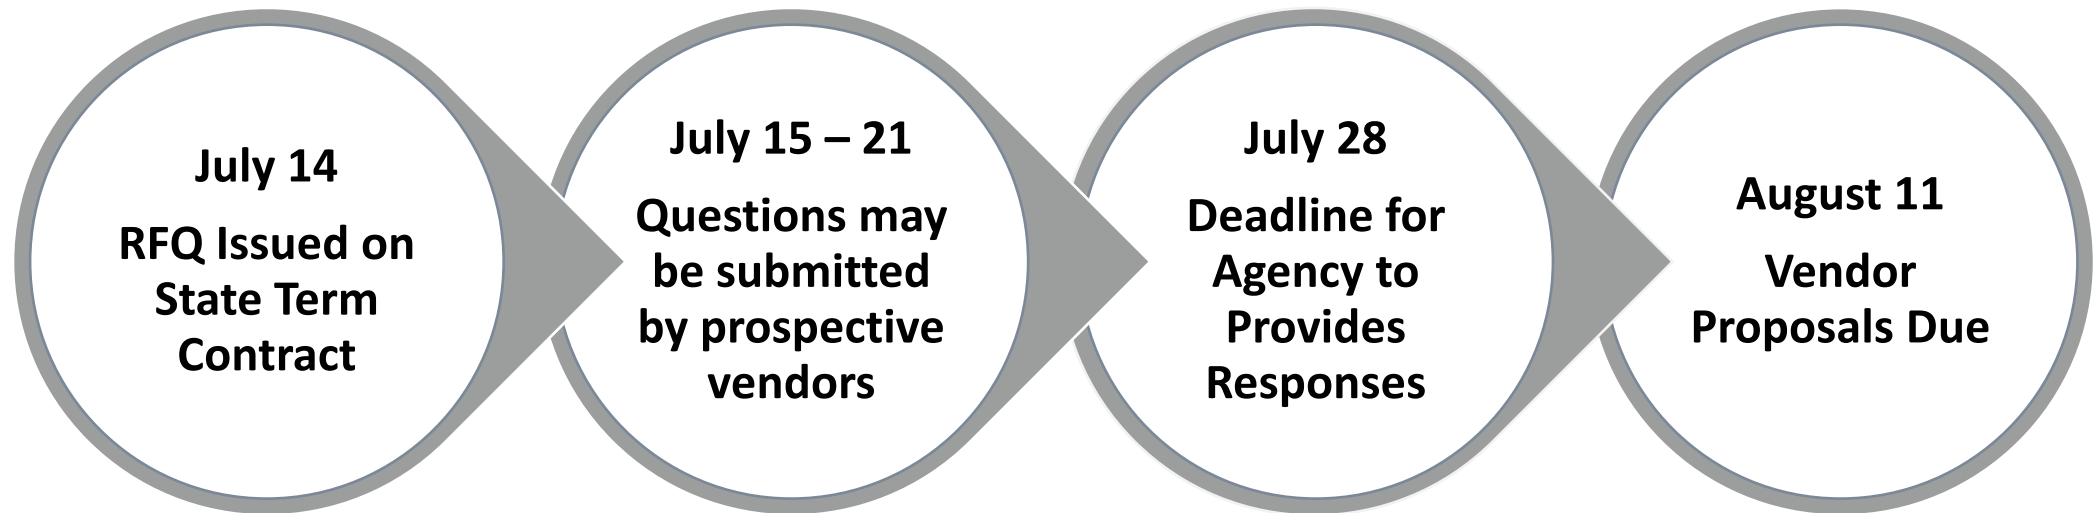 July 14
RFQ Issued on
State Term
Contract
July 15 – 21
Questions may
be submitted
by prospective
vendors
July 28
Deadline for
Agency to
Provides
Responses
August 11
Vendor
Proposals Due